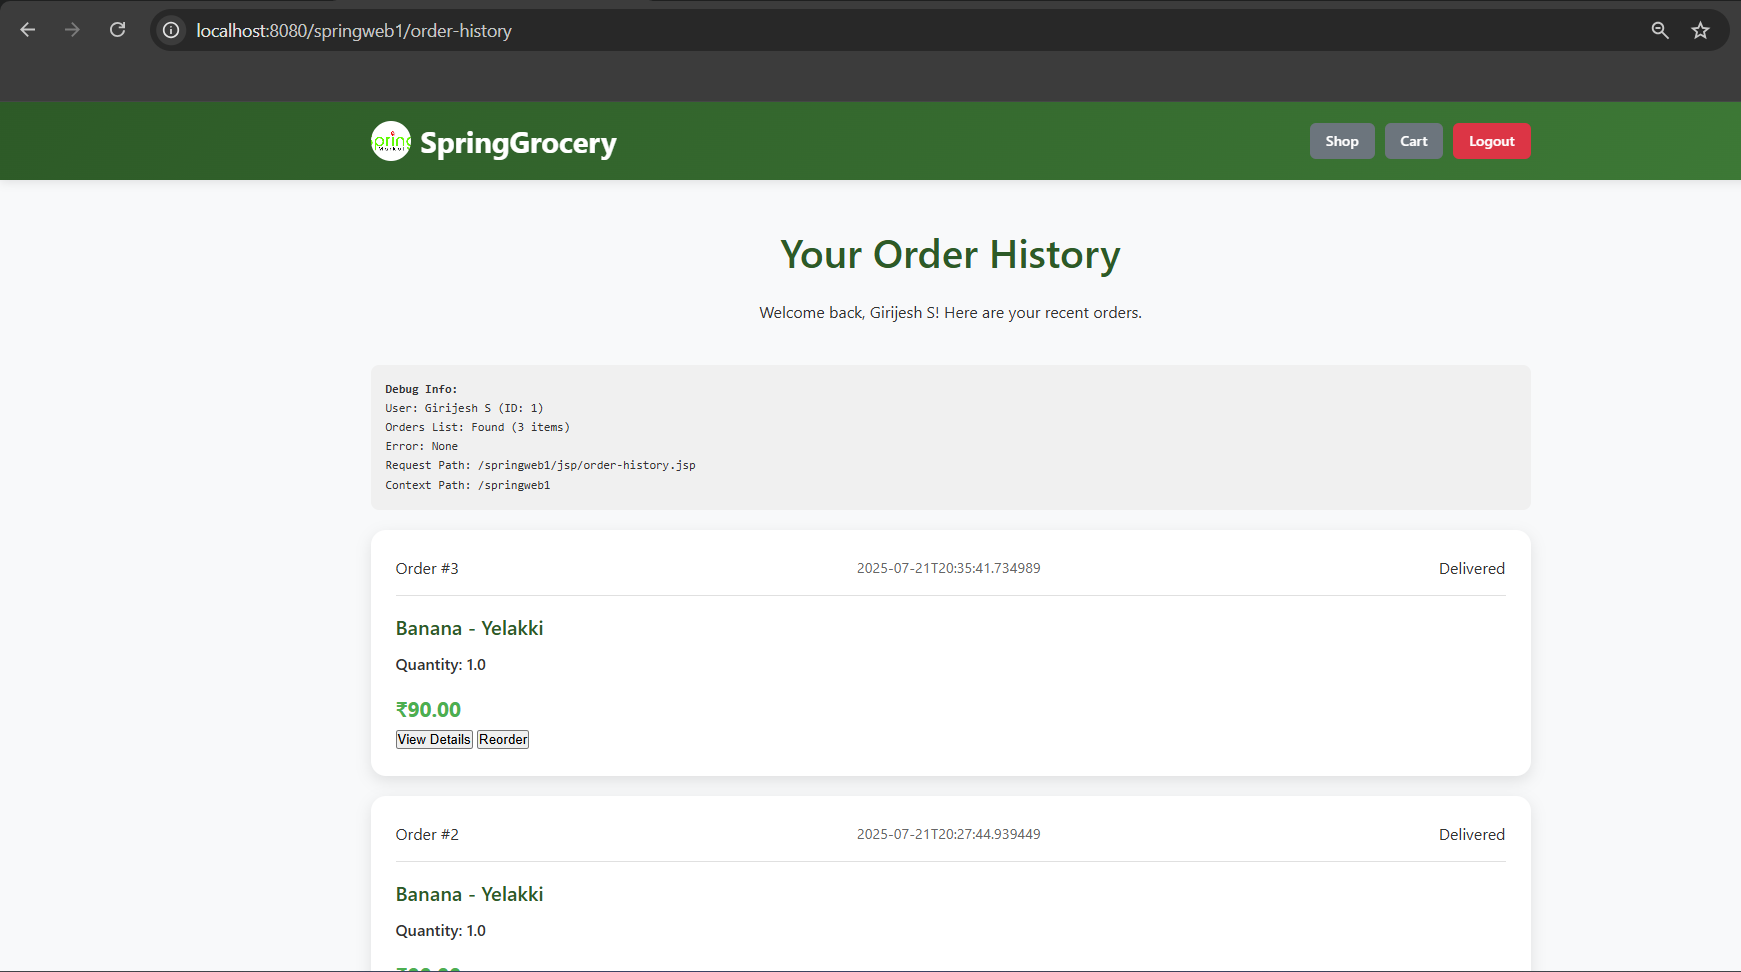 localhost:8080/springweb1/order-history
SpringGrocery
Shop
Cart
Logout
Your Order History
Welcome back, Girijesh S! Here are your recent orders.
Debug Info:
User: Girijesh S (ID: 1)
Orders List: Found (3 items)
Error: None
Request Path: /springweb1/jsp/order-history.jsp
Context Path: /springweb1
Order #3
2025-07-21T20:35:41.734989
Delivered
Banana - Yelakki
Quantity: 1.0
₹90.00
View Details
Reorder
Order #2
2025-07-21T20:27:44.939449
Delivered
Banana - Yelakki
Quantity: 1.0